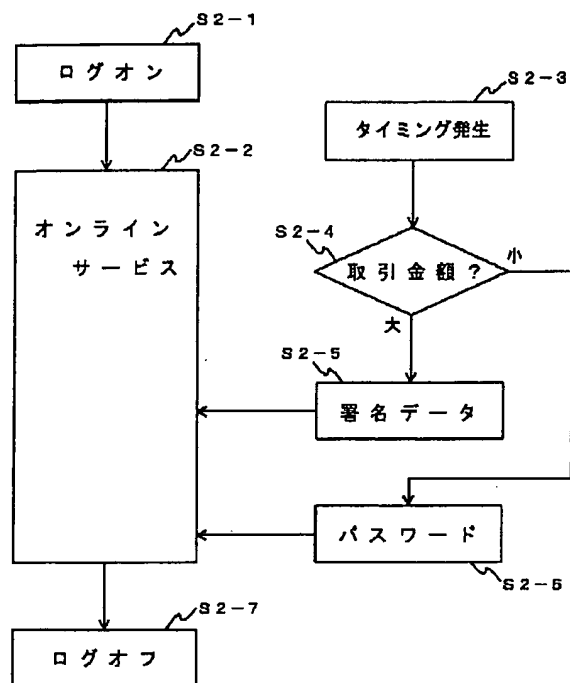 S2-1
ログオン
S2-2
オンライン
サービス
S2-3
タイミング発生
S2-4
取引金額?
小
大
S2-5
署名データ
パスワード
S2-6
S2-7
ログオフ